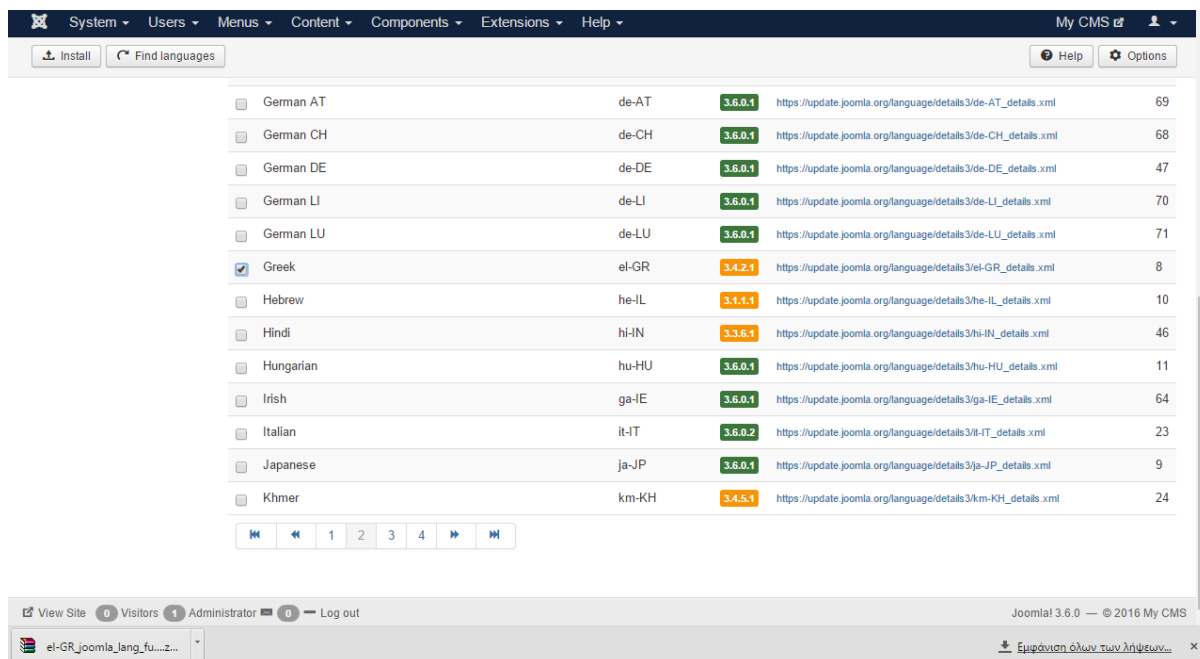 System Users Menus Content Components Extensions Help My CMS
Install Find languages Help Options
German AT de-AT 3.6.0.1 https://update.joomla.org/language/details3/de-AT_details.xml 69
German CH de-CH 3.6.0.1 https://update.joomla.org/language/details3/de-CH_details.xml 68
German DE de-DE 3.6.0.1 https://update.joomla.org/language/details3/de-DE_details.xml 47
German LI de-LI 3.6.0.1 https://update.joomla.org/language/details3/de-LI_details.xml 70
German LU de-LU 3.6.0.1 https://update.joomla.org/language/details3/de-LU_details.xml 71
Greek el-GR 3.4.2.1 https://update.joomla.org/language/details3/el-GR_details.xml 8
Hebrew he-IL 3.1.1.1 https://update.joomla.org/language/details3/he-IL_details.xml 10
Hindi hi-IN 3.3.6.1 https://update.joomla.org/language/details3/hi-IN_details.xml 46
Hungarian hu-HU 3.6.0.1 https://update.joomla.org/language/details3/hu-HU_details.xml 11
Irish ga-IE 3.6.0.1 https://update.joomla.org/language/details3/ga-IE_details.xml 64
Italian it-IT 3.6.0.2 https://update.joomla.org/language/details3/it-IT_details.xml 23
Japanese ja-JP 3.6.0.1 https://update.joomla.org/language/details3/ja-JP_details.xml 9
Khmer km-KH 3.4.5.1 https://update.joomla.org/language/details3/km-KH_details.xml 24
1 2 3 4
View Site 0 Visitors 1 Administrator 0 Log out Joomla! 3.6.0 — © 2016 My CMS
el-GR_joomla_lang_fu....z... Εμφάνιση όλων των λήψεων...